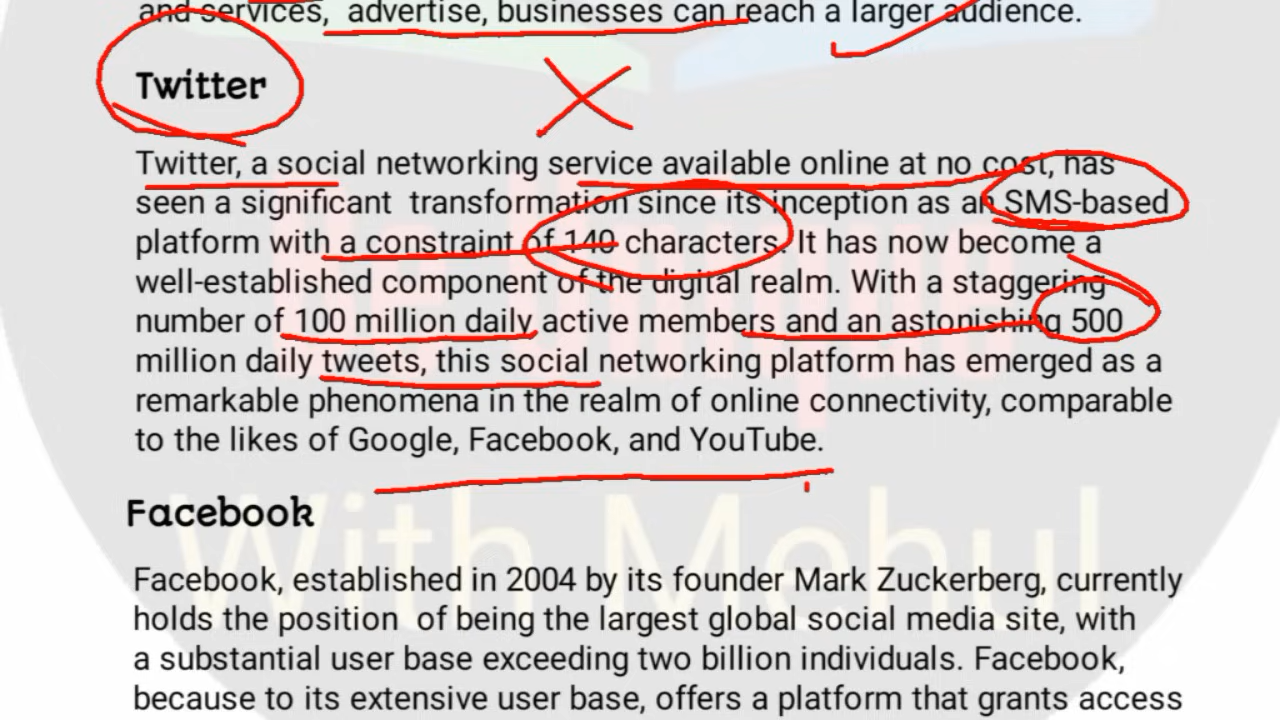 and services,  advertise, businesses can reach a larger audience.
Twitter
Twitter, a social networking service available online at no cost, has
seen a significant  transformation since its inception as an SMS-based
platform with a constraint of 140 characters. It has now become a
well-established component of the digital realm. With a staggering
number of 100 million daily active members and an astonishing 500
million daily tweets, this social networking platform has emerged as a
remarkable phenomena in the realm of online connectivity, comparable
to the likes of Google, Facebook, and YouTube.
Facebook
Facebook, established in 2004 by its founder Mark Zuckerberg, currently
holds the position  of being the largest global social media site, with
a substantial user base exceeding two billion individuals. Facebook,
because to its extensive user base, offers a platform that grants access
With Mehul